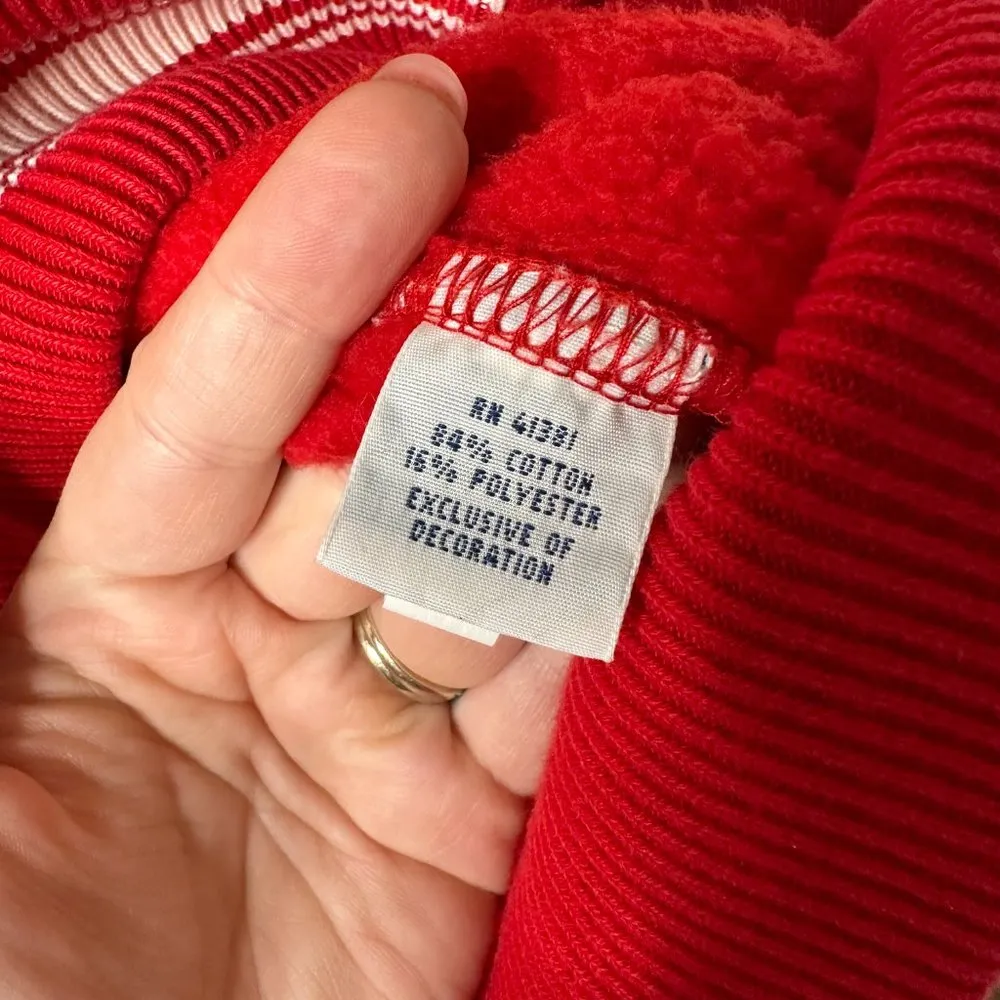 RN 41381
84% COTTON
16% POLYESTER
EXCLUSIVE OF
DECORATION